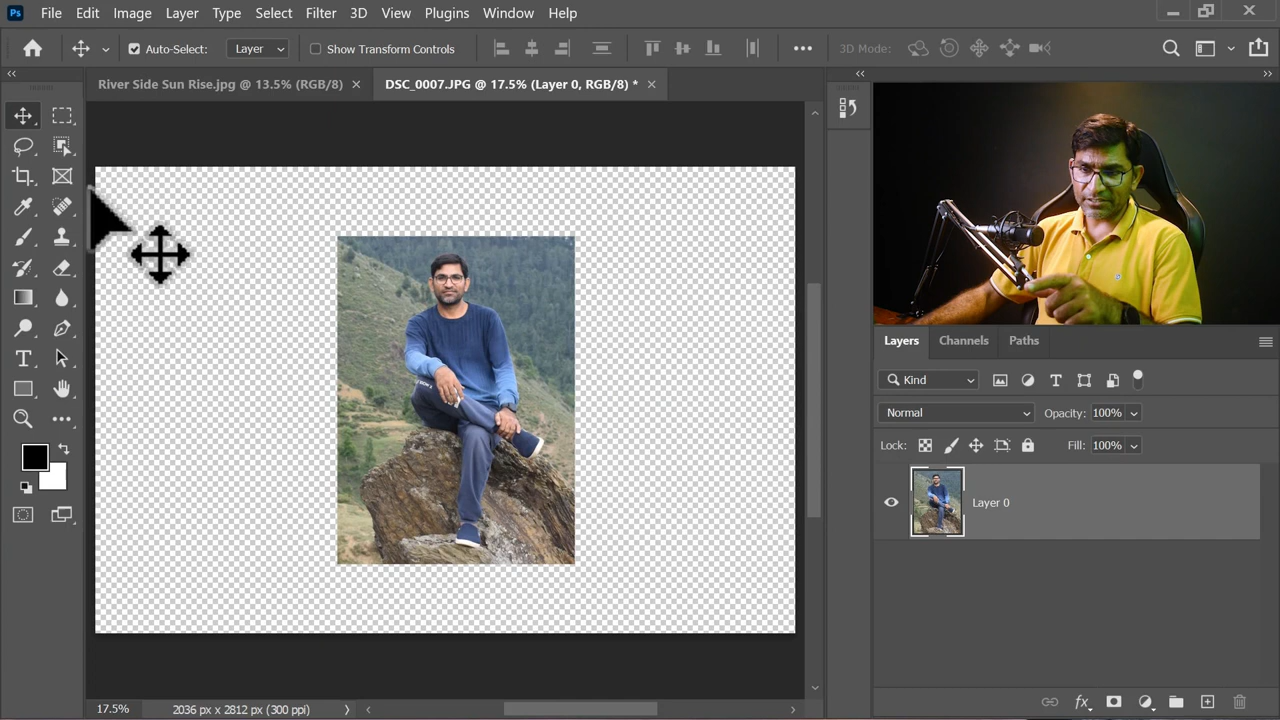 Ps File Edit Image Layer Type Select Filter 3D View Plugins Window Help
Auto-Select: Layer Show Transform Controls 3D Mode:
River Side Sun Rise.jpg @ 13.5% (RGB/8) DSC_0007.JPG @ 17.5% (Layer 0, RGB/8) *
Layers Channels Paths
Kind
Normal Opacity: 100%
Lock: Fill: 100%
Layer 0
17.5% 2036 px x 2812 px (300 ppi)
fx